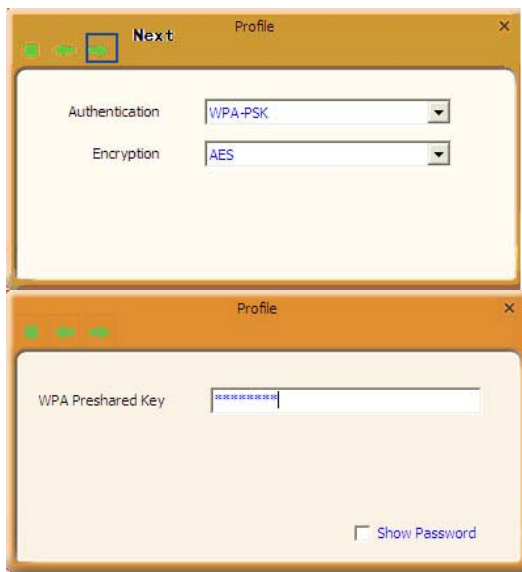 Profile
Next
Authentication WPA-PSK
Encryption AES
Profile
WPA Preshared Key ********
Show Password